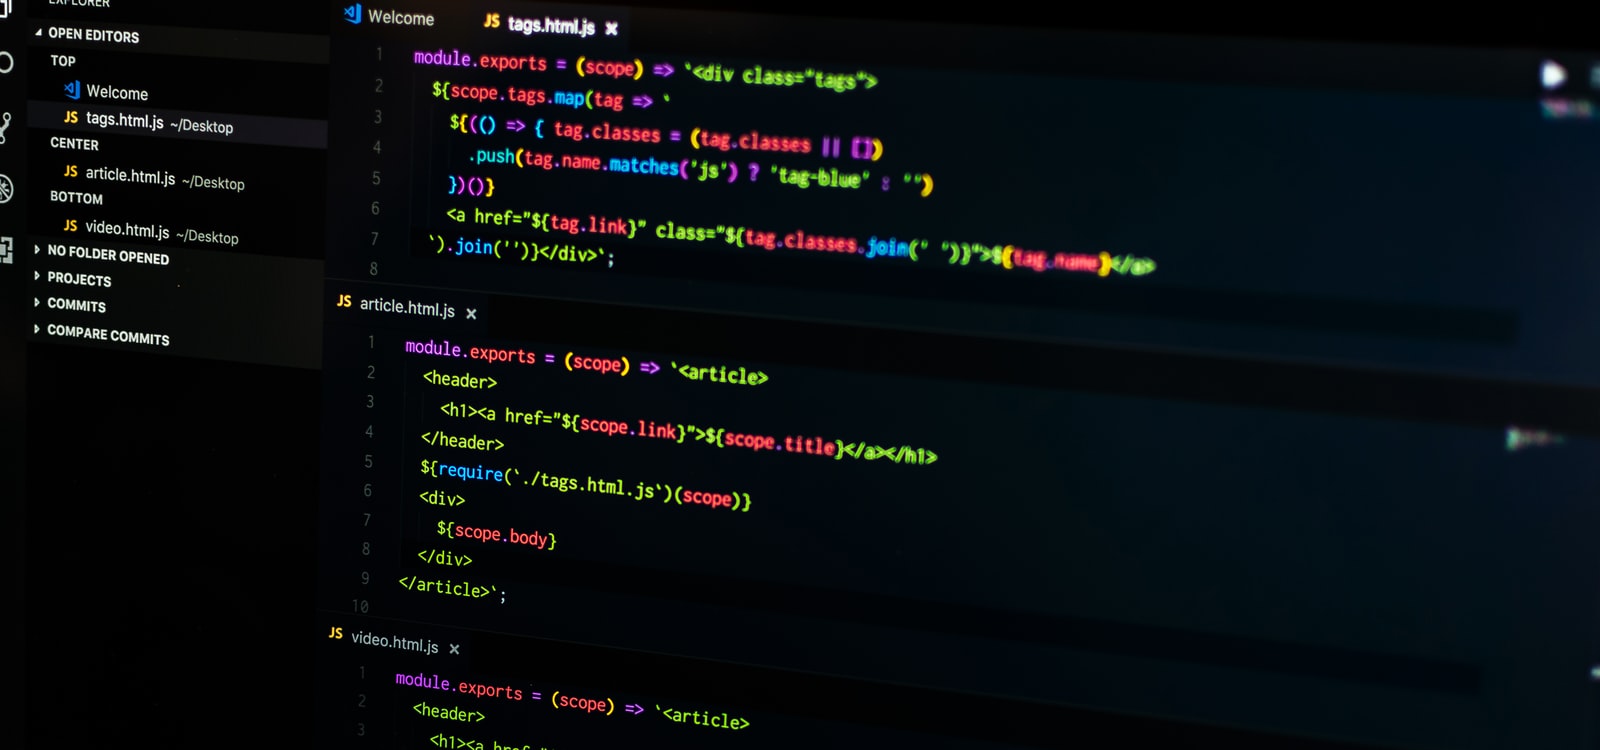 EXPLORER
OPEN EDITORS
TOP
Welcome
tags.html.js ~/Desktop
CENTER
article.html.js ~/Desktop
BOTTOM
video.html.js ~/Desktop
NO FOLDER OPENED
PROJECTS
COMMITS
COMPARE COMMITS
Welcome
JS tags.html.js ×
1 module.exports = (scope) => `<div class="tags">
2 ${scope.tags.map(tag => `
3 ${(() => { tag.classes = (tag.classes || [])
4 .push(tag.name.matches('js') ? 'tag-blue' : '')
5 })()}
6 <a href="${tag.link}" class="${tag.classes.join(" ")}">${tag.name}</a>
7 `).join('')}</div>`;
8
JS article.html.js ×
1 module.exports = (scope) => `<article>
2 <header>
3 <h1><a href="${scope.link}">${scope.title}</a></h1>
4 </header>
5 ${require(`./tags.html.js`)(scope)}
6 <div>
7 ${scope.body}
8 </div>
9 </article>`;
10
JS video.html.js ×
1 module.exports = (scope) => `<article>
2 <header>
3 <h1><a href="